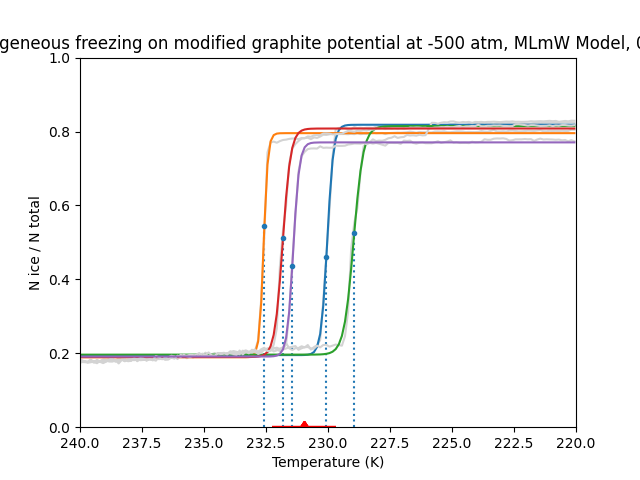 geneous freezing on modified graphite potential at -500 atm, MLmW Model,
1.0
0.8
0.6
0.4
0.2
0.0
N ice / N total
240.0 237.5 235.0 232.5 230.0 227.5 225.0 222.5 220.0
Temperature (K)